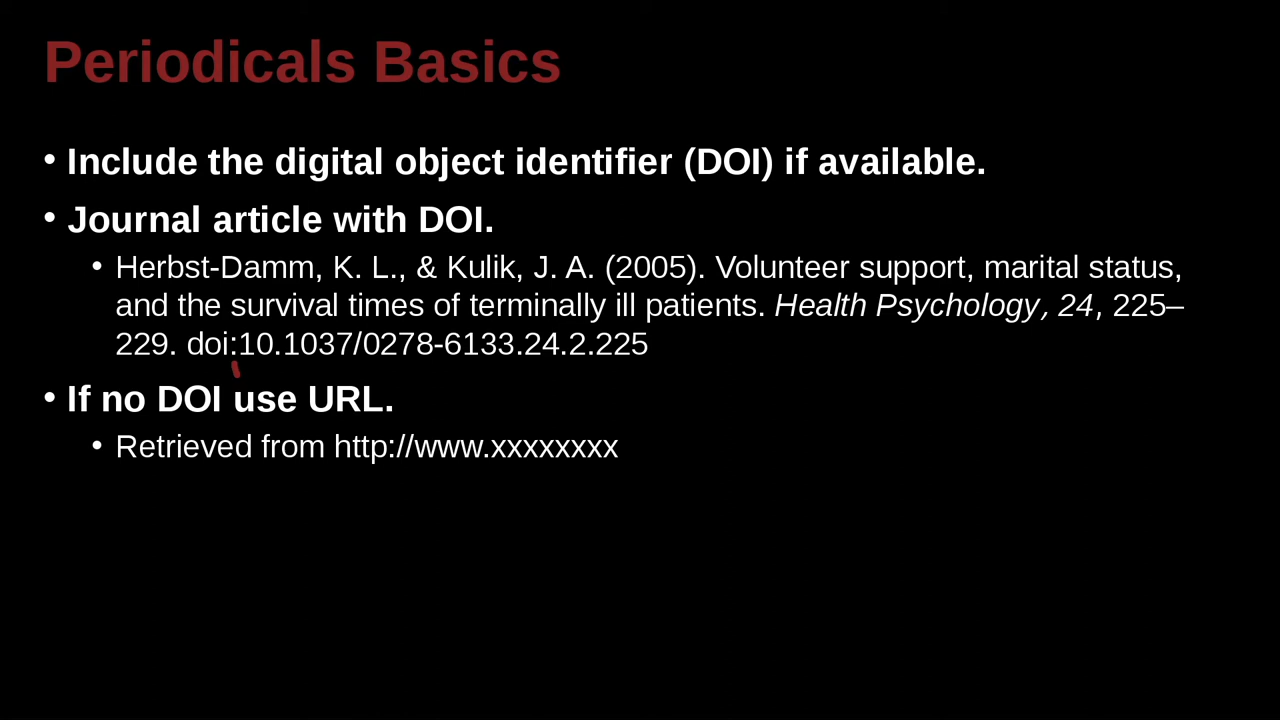 Periodicals Basics
• Include the digital object identifier (DOI) if available.
• Journal article with DOI.
• Herbst-Damm, K. L., & Kulik, J. A. (2005). Volunteer support, marital status,
and the survival times of terminally ill patients. Health Psychology, 24, 225–
229. doi:10.1037/0278-6133.24.2.225
• If no DOI use URL.
• Retrieved from http://www.xxxxxxxx